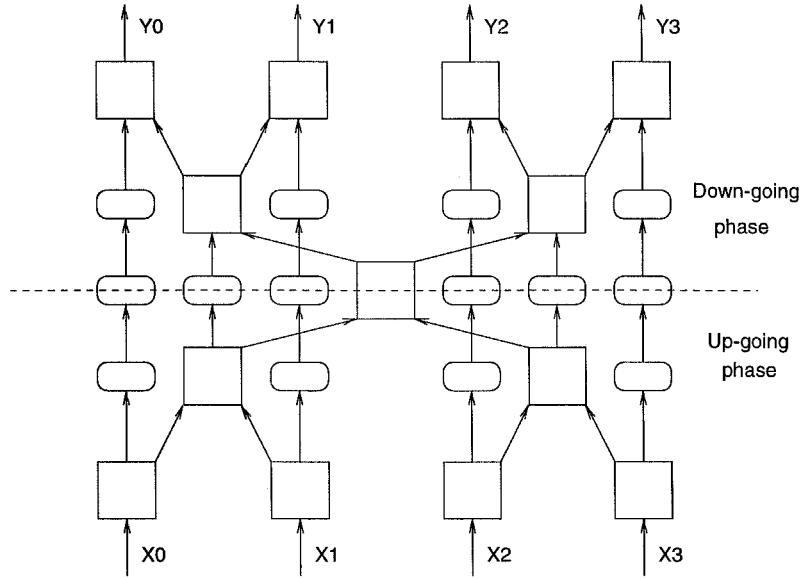 Y0
Y1
Y2
Y3
Down-going
phase
Up-going
phase
X0
X1
X2
X3